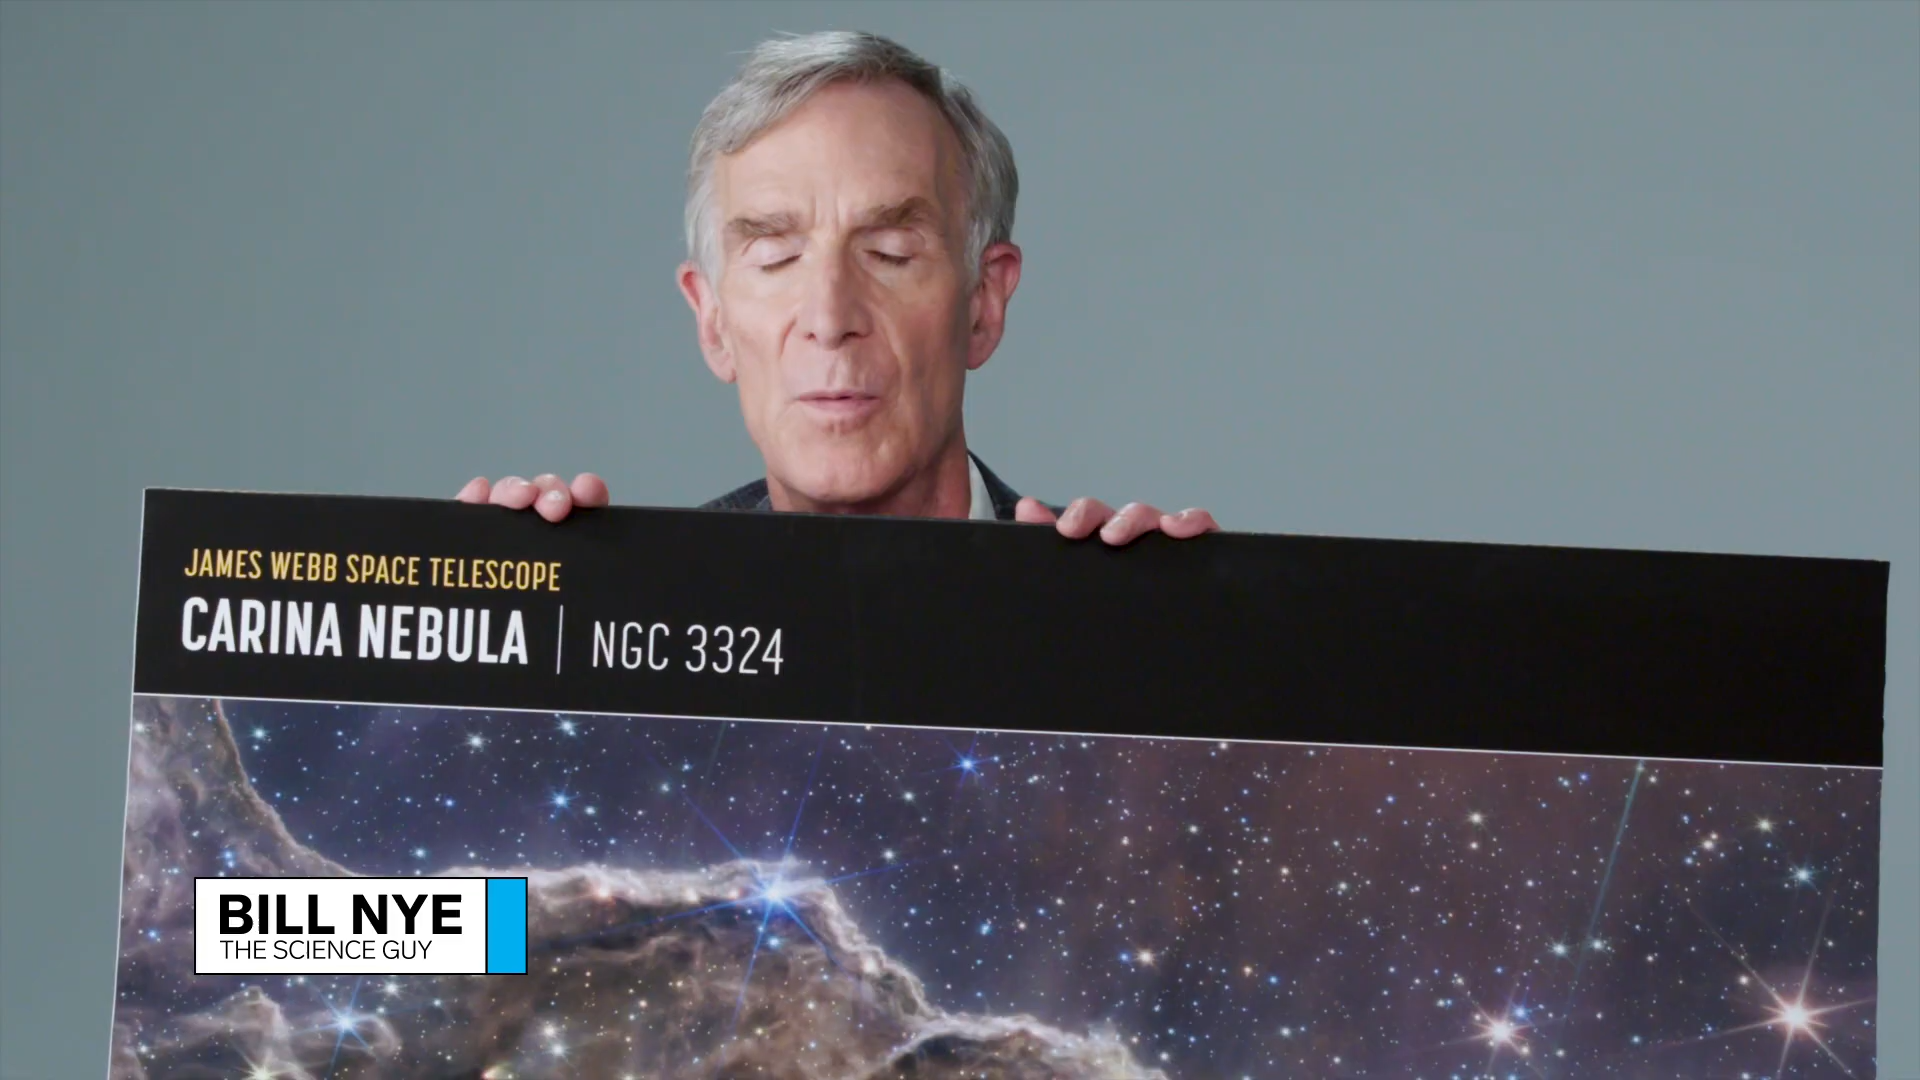 JAMES WEBB SPACE TELESCOPE
CARINA NEBULA | NGC 3324
BILL NYE
THE SCIENCE GUY